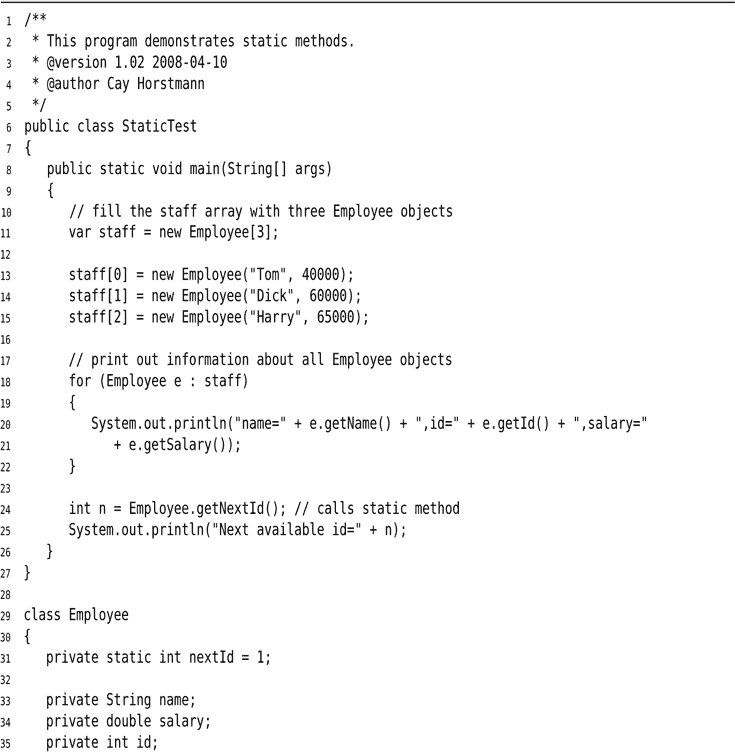 1 /**
2  * This program demonstrates static methods.
3  * @version 1.02 2008-04-10
4  * @author Cay Horstmann
5  */
6 public class StaticTest
7 {
8    public static void main(String[] args)
9    {
10       // fill the staff array with three Employee objects
11       var staff = new Employee[3];
12
13       staff[0] = new Employee("Tom", 40000);
14       staff[1] = new Employee("Dick", 60000);
15       staff[2] = new Employee("Harry", 65000);
16
17       // print out information about all Employee objects
18       for (Employee e : staff)
19       {
20          System.out.println("name=" + e.getName() + ",id=" + e.getId() + ",salary="
21             + e.getSalary());
22       }
23
24       int n = Employee.getNextId(); // calls static method
25       System.out.println("Next available id=" + n);
26    }
27 }
28
29 class Employee
30 {
31    private static int nextId = 1;
32
33    private String name;
34    private double salary;
35    private int id;